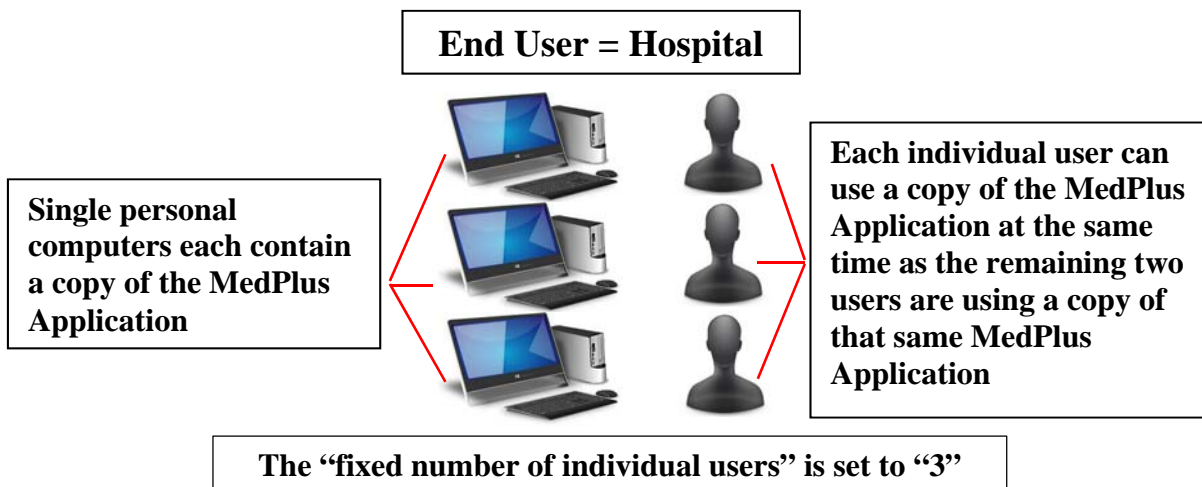 End User = Hospital
Single personal
computers each contain
a copy of the MedPlus
Application
Each individual user can
use a copy of the MedPlus
Application at the same
time as the remaining two
users are using a copy of
that same MedPlus
Application
The “fixed number of individual users” is set to “3”